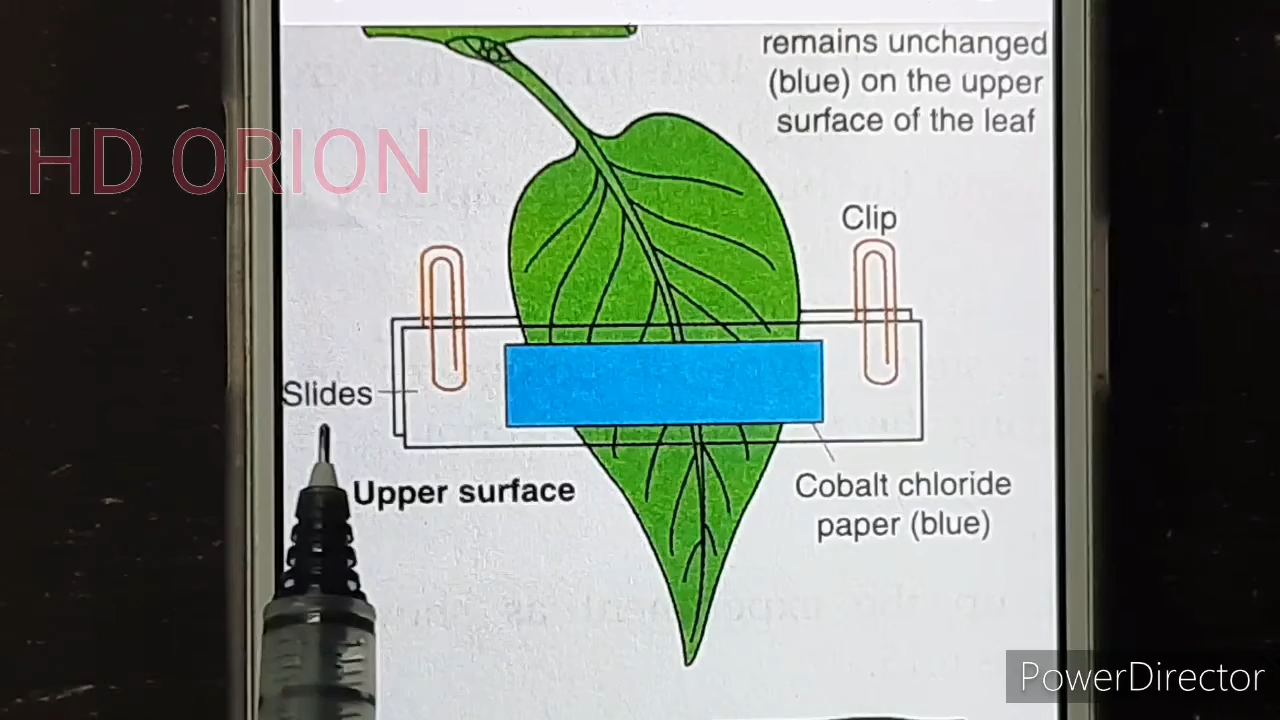 remains unchanged
(blue) on the upper
surface of the leaf
HD ORION
Clip
Slides
Upper surface
Cobalt chloride
paper (blue)
PowerDirector